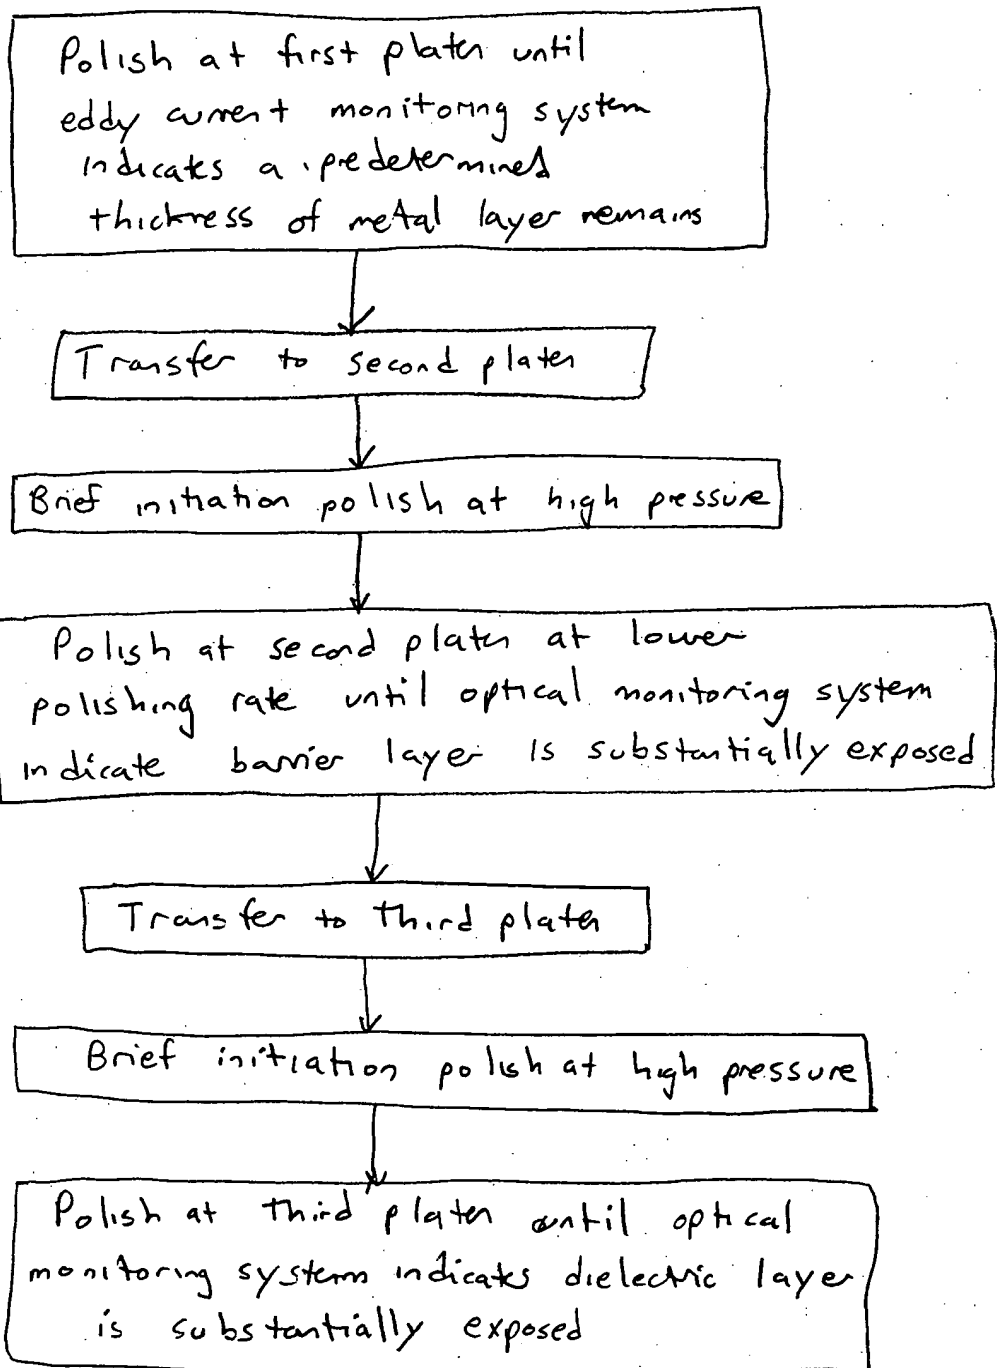 Polish at first platen until
eddy current monitoring system
indicates a predetermined
thickness of metal layer remains
Transfer to second platen
Brief initiation polish at high pressure
Polish at second platen at lower
polishing rate until optical monitoring system
indicate barrier layer is substantially exposed
Transfer to third platen
Brief initiation polish at high pressure
Polish at third platen until optical
monitoring system indicates dielectric layer
is substantially exposed